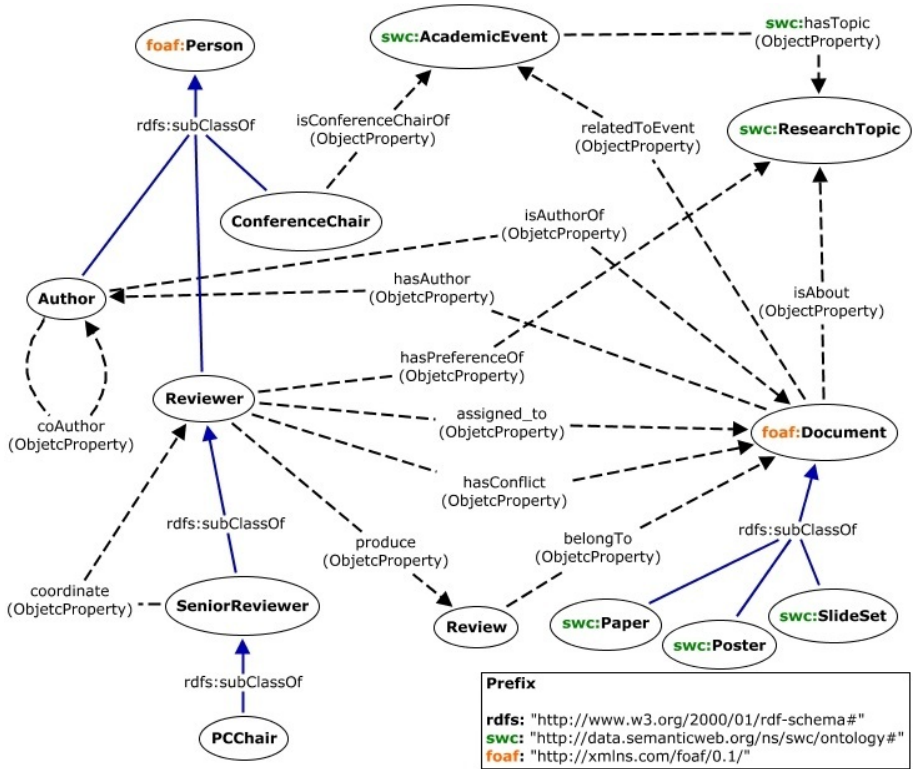 foaf:Person
swc:AcademicEvent
swc:hasTopic
(ObjectProperty)
rdfs:subClassOf
isConferenceChairOf
(ObjectProperty)
relatedToEvent
(ObjectProperty)
swc:ResearchTopic
ConferenceChair
isAuthorOf
(ObjetcProperty)
Author
hasAuthor
(ObjetcProperty)
isAbout
(ObjectProperty)
hasPreferenceOf
(ObjetcProperty)
Reviewer
coAuthor
(ObjetcProperty)
assigned_to
(ObjetcProperty)
foaf:Document
hasConflict
(ObjetcProperty)
rdfs:subClassOf
produce
(ObjetcProperty)
belongTo
(ObjetcProperty)
rdfs:subClassOf
coordinate
(ObjetcProperty)
SeniorReviewer
Review
swc:Paper
swc:Poster
swc:SlideSet
rdfs:subClassOf
PCChair
Prefix
rdfs: "http://www.w3.org/2000/01/rdf-schema#"
swc: "http://data.semanticweb.org/ns/swc/ontology#"
foaf: "http://xmlns.com/foaf/0.1/"